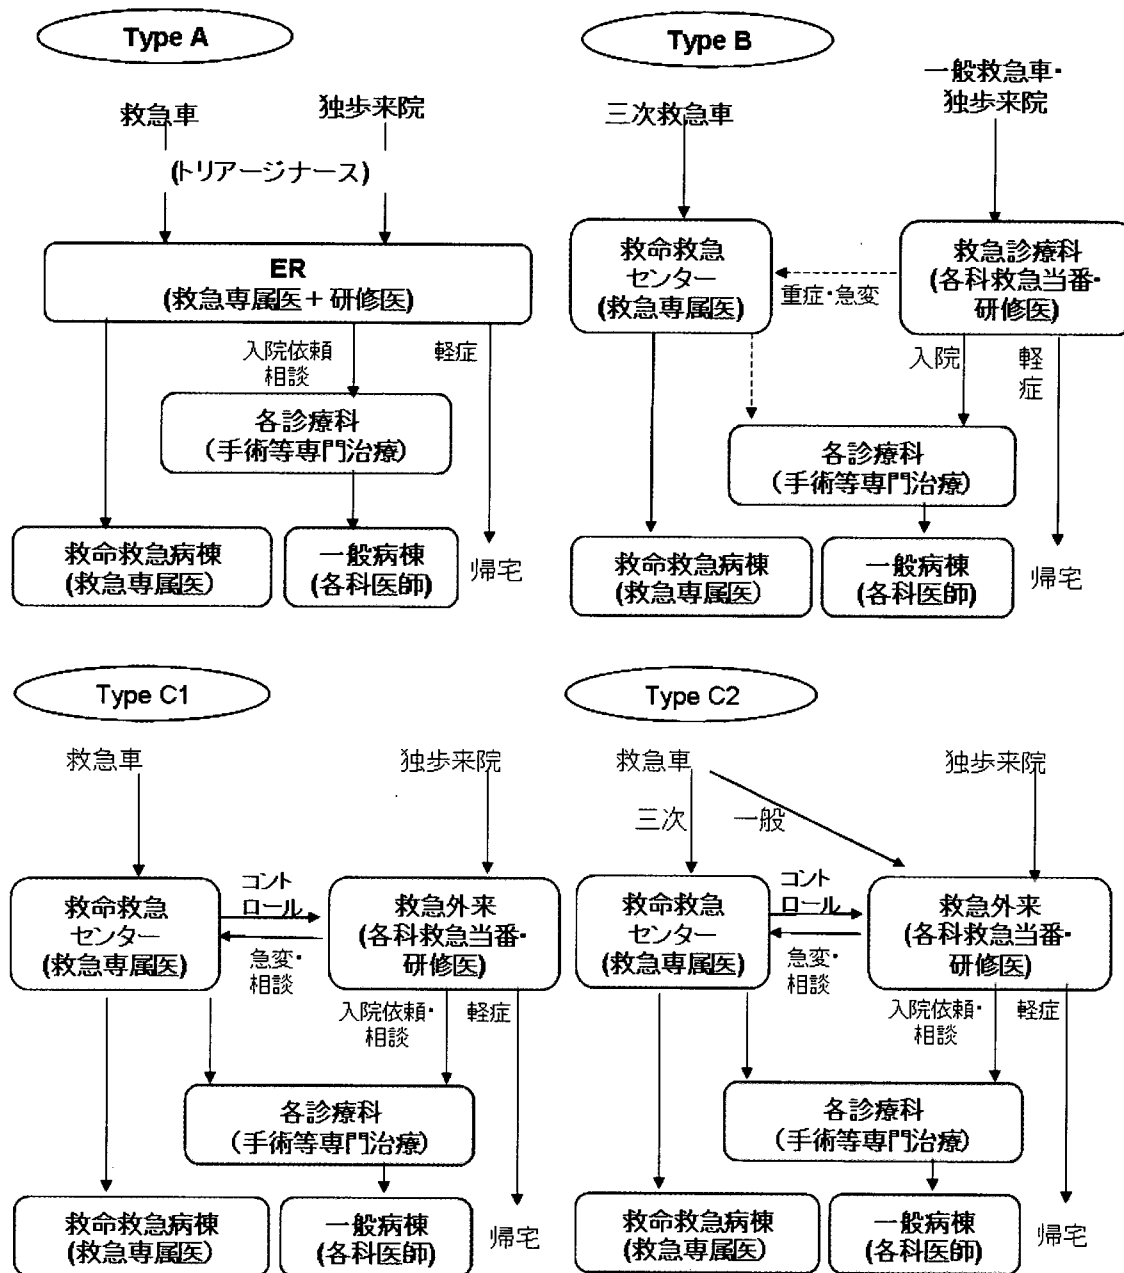 Type A
救急車
独歩来院
(トリアージナース)
ER
(救急専属医+研修医)
入院依頼
相談
軽症
各診療科
(手術等専門治療)
救命救急病棟
(救急専属医)
一般病棟
(各科医師)
帰宅
Type B
三次救急車
一般救急車・
独歩来院
救命救急
センター
(救急専属医)
重症・急変
救急診療科
(各科救急当番・
研修医)
入院
軽
症
各診療科
(手術等専門治療)
救命救急病棟
(救急専属医)
一般病棟
(各科医師)
帰宅
Type C1
救急車
独歩来院
救命救急
センター
(救急専属医)
コント
ロール
急変・
相談
救急外来
(各科救急当番・
研修医)
入院依頼・
相談
軽症
各診療科
(手術等専門治療)
救命救急病棟
(救急専属医)
一般病棟
(各科医師)
帰宅
Type C2
救急車
独歩来院
三次
一般
救命救急
センター
(救急専属医)
コント
ロール
急変・
相談
救急外来
(各科救急当番・
研修医)
入院依頼・
相談
軽症
各診療科
(手術等専門治療)
救命救急病棟
(救急専属医)
一般病棟
(各科医師)
帰宅